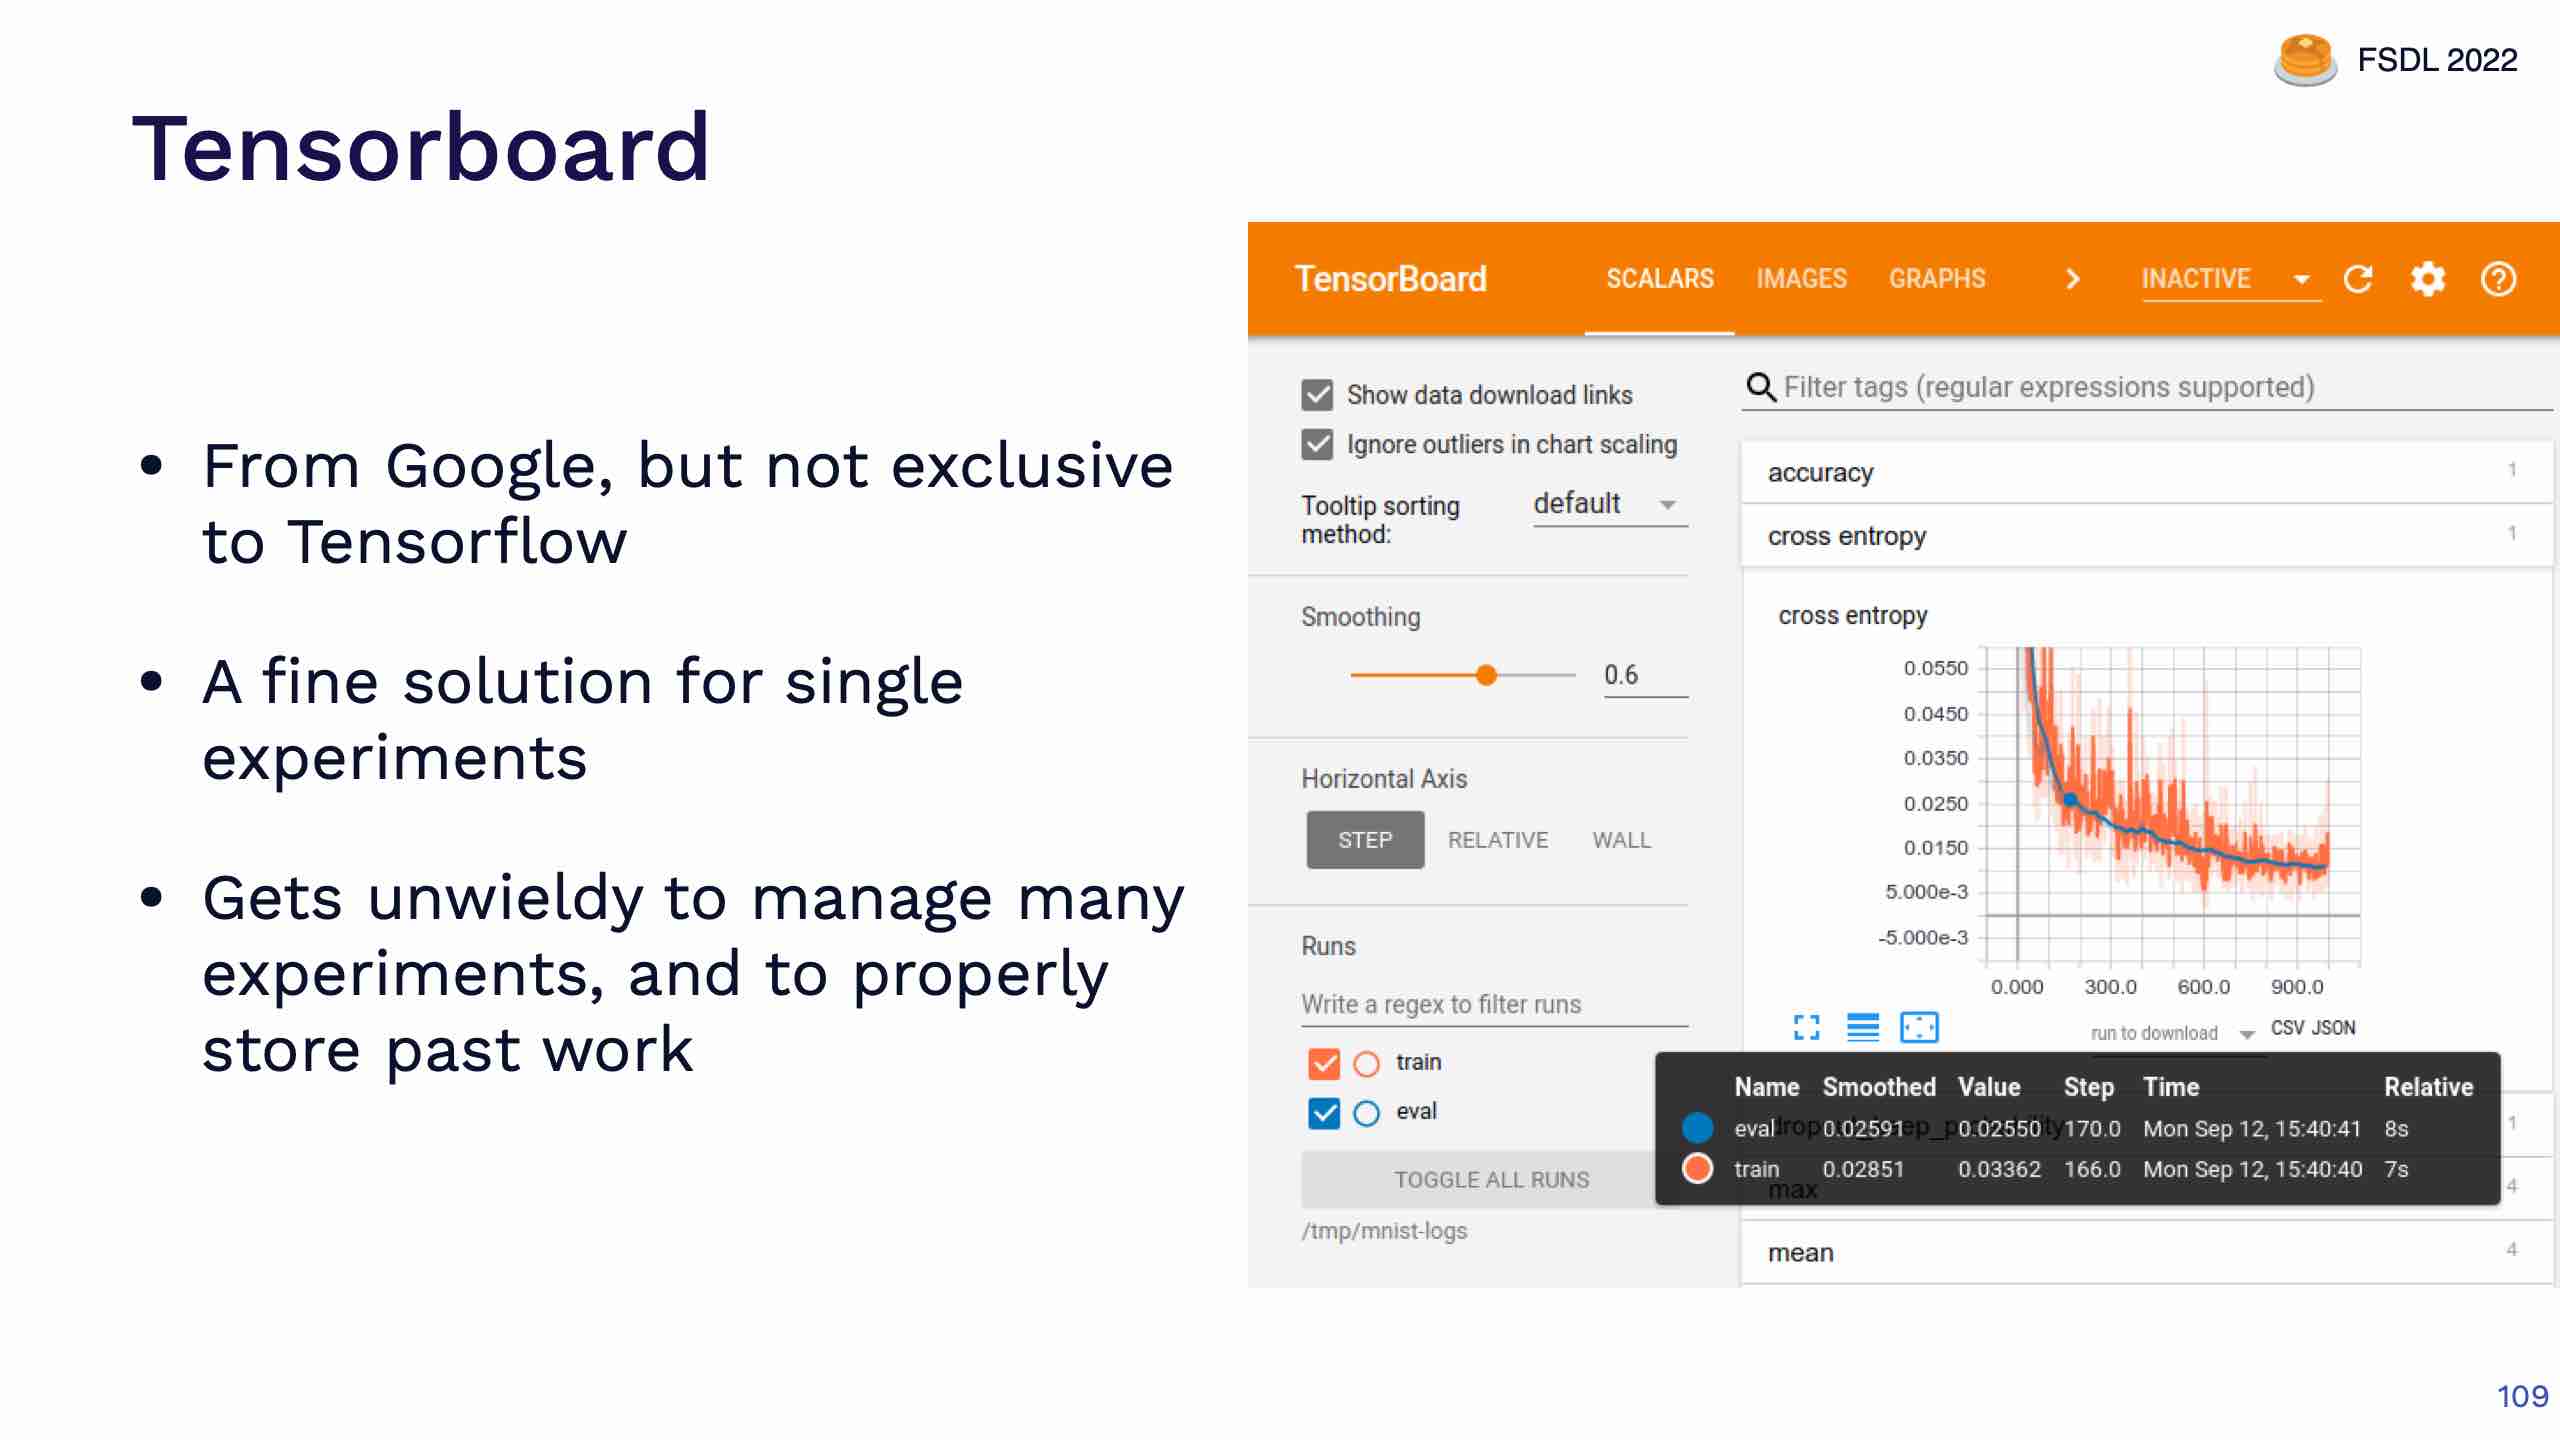 FSDL 2022
Tensorboard
• From Google, but not exclusive
to Tensorflow
• A fine solution for single
experiments
• Gets unwieldy to manage many
experiments, and to properly
store past work
TensorBoard SCALARS IMAGES GRAPHS INACTIVE
Show data download links
Ignore outliers in chart scaling
Tooltip sorting
method:
default
Smoothing
0.6
Horizontal Axis
STEP RELATIVE WALL
Runs
Write a regex to filter runs
train
eval
TOGGLE ALL RUNS
/tmp/mnist-logs
Filter tags (regular expressions supported)
accuracy 1
cross entropy 1
cross entropy
0.0550
0.0450
0.0350
0.0250
0.0150
5.000e-3
-5.000e-3
0.000 300.0 600.0 900.0
run to download CSV JSON
Name Smoothed Value Step Time Relative
eval 0.02591 0.02550 170.0 Mon Sep 12, 15:40:41 8s
train 0.02851 0.03362 166.0 Mon Sep 12, 15:40:40 7s
1
max 4
mean 4
109